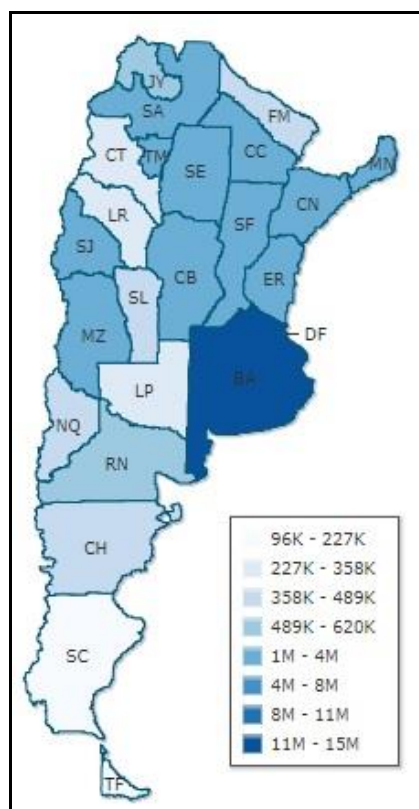 JY
SA
FM
CT
TM
SE
CC
MN
LR
CN
SF
SJ
CB
ER
SL
MZ
DF
BA
LP
NQ
RN
CH
SC
TF
96K - 227K
227K - 358K
358K - 489K
489K - 620K
1M - 4M
4M - 8M
8M - 11M
11M - 15M